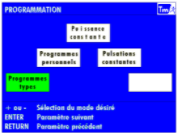 PROGRAMMATION
Tm/
Puissance
constante
Programmes
personnels
Pulsations
constantes
Programmes
types
+ ou - Sélection du mode désiré
ENTER Paramètre suivant
RETURN Paramètre précédent